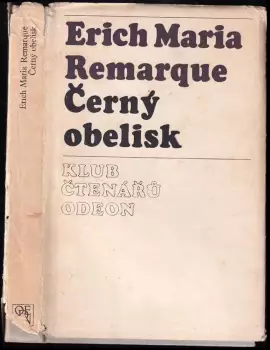 Erich Maria Remarque
Černý obelisk
Erich Maria
Remarque
Černý
obelisk
KLUB
ČTENÁŘŮ
ODEON